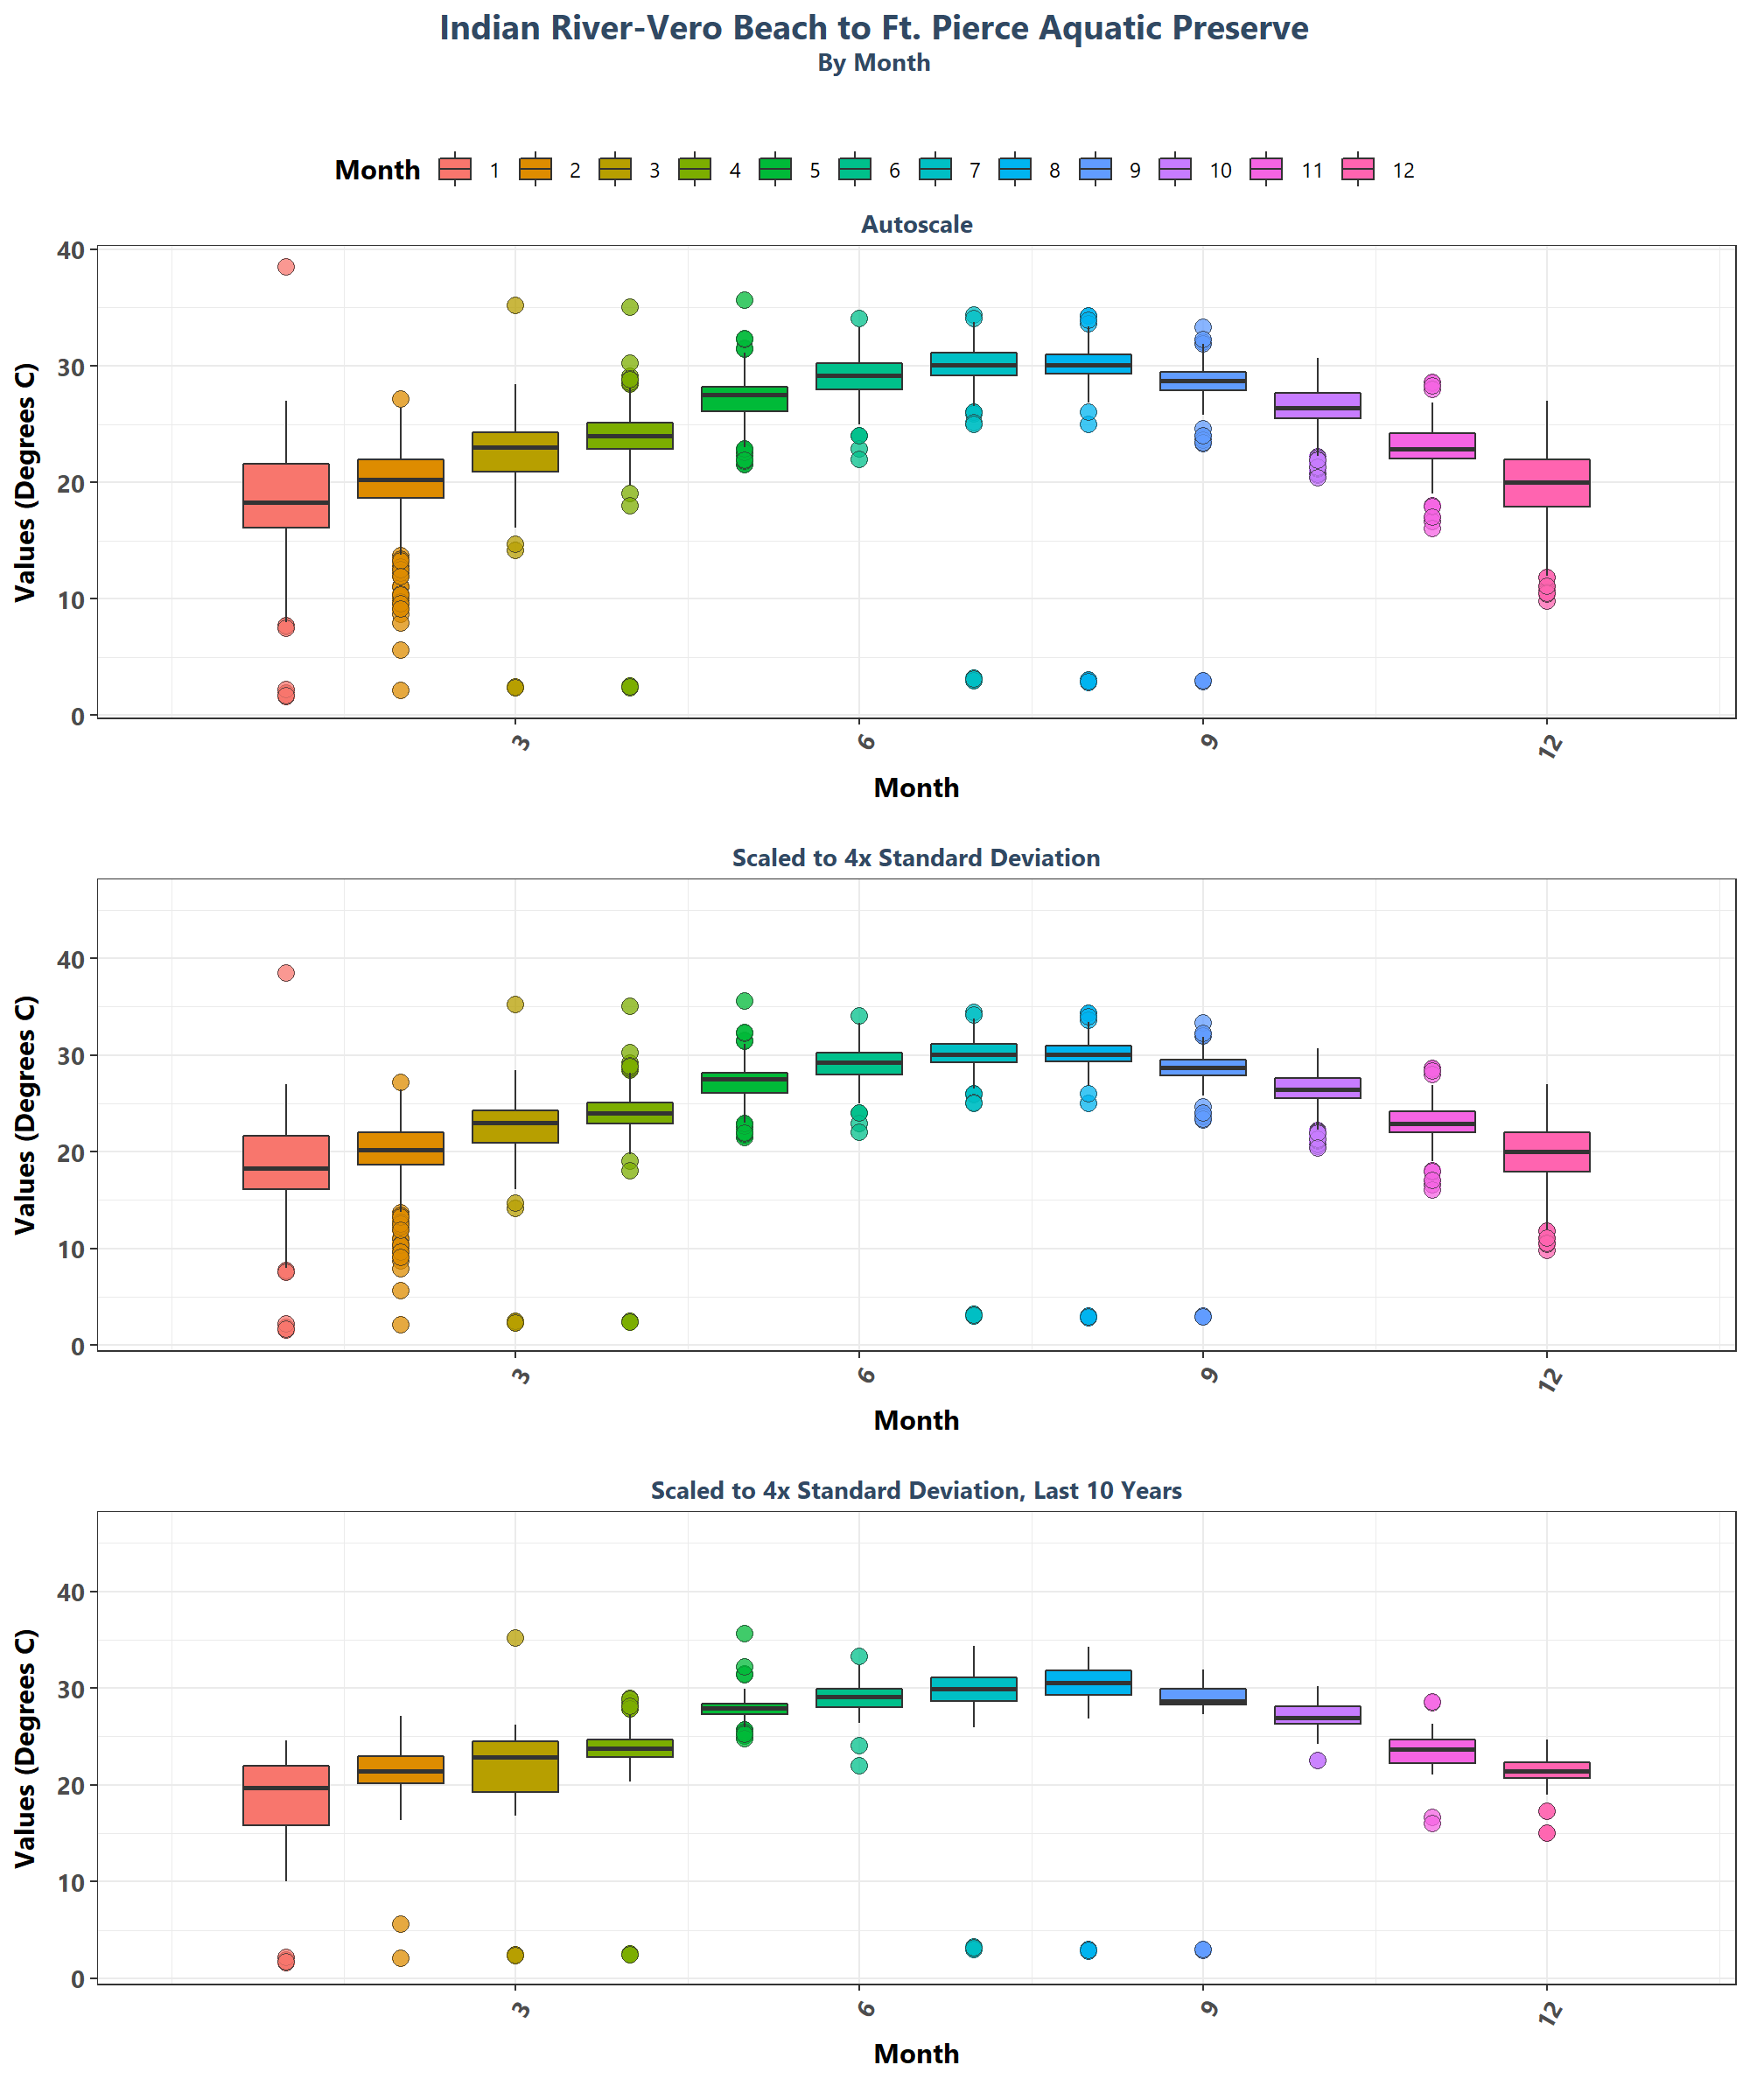 Indian River-Vero Beach to Ft. Pierce Aquatic Preserve
By Month
Month 1 2 3 4 5 6 7 8 9 10 11 12
Autoscale
Values (Degrees C)
40
30
20
10
0
3 6 9 12
Month
Scaled to 4x Standard Deviation
Values (Degrees C)
40
30
20
10
0
3 6 9 12
Month
Scaled to 4x Standard Deviation, Last 10 Years
Values (Degrees C)
40
30
20
10
0
3 6 9 12
Month